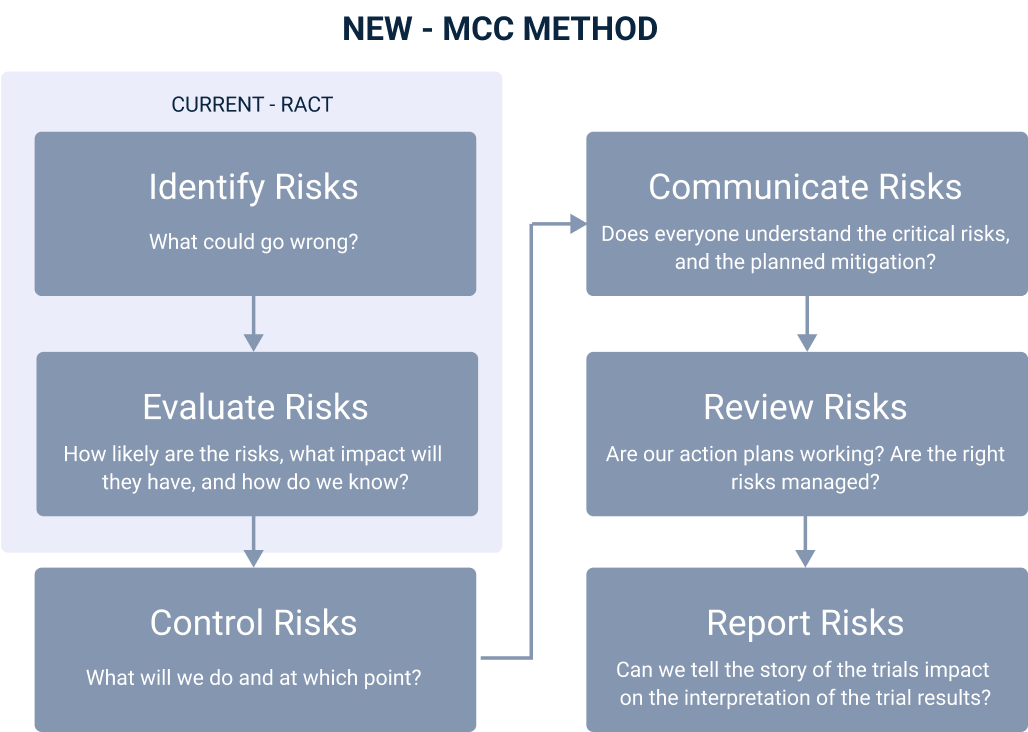 NEW - MCC METHOD
CURRENT - RACT
Identify Risks
What could go wrong?
Evaluate Risks
How likely are the risks, what impact will
they have, and how do we know?
Control Risks
What will we do and at which point?
Communicate Risks
Does everyone understand the critical risks,
and the planned mitigation?
Review Risks
Are our action plans working? Are the right
risks managed?
Report Risks
Can we tell the story of the trials impact
on the interpretation of the trial results?